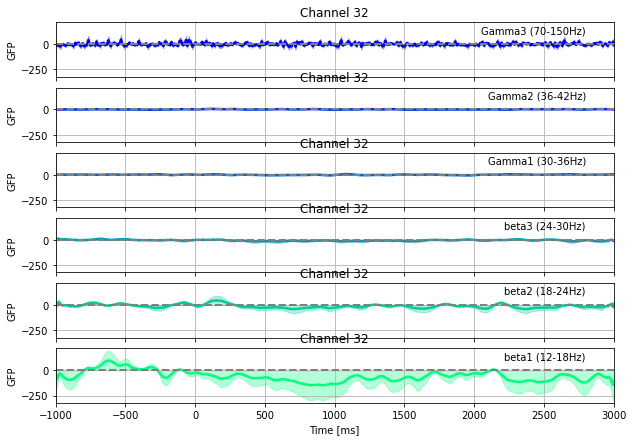 Channel 32
Gamma3 (70-150Hz)
GFP
0
−250
Channel 32
Gamma2 (36-42Hz)
GFP
0
−250
Channel 32
Gamma1 (30-36Hz)
GFP
0
−250
Channel 32
beta3 (24-30Hz)
GFP
0
−250
Channel 32
beta2 (18-24Hz)
GFP
0
−250
Channel 32
beta1 (12-18Hz)
GFP
0
−250
−1000 −500 0 500 1000 1500 2000 2500 3000
Time [ms]